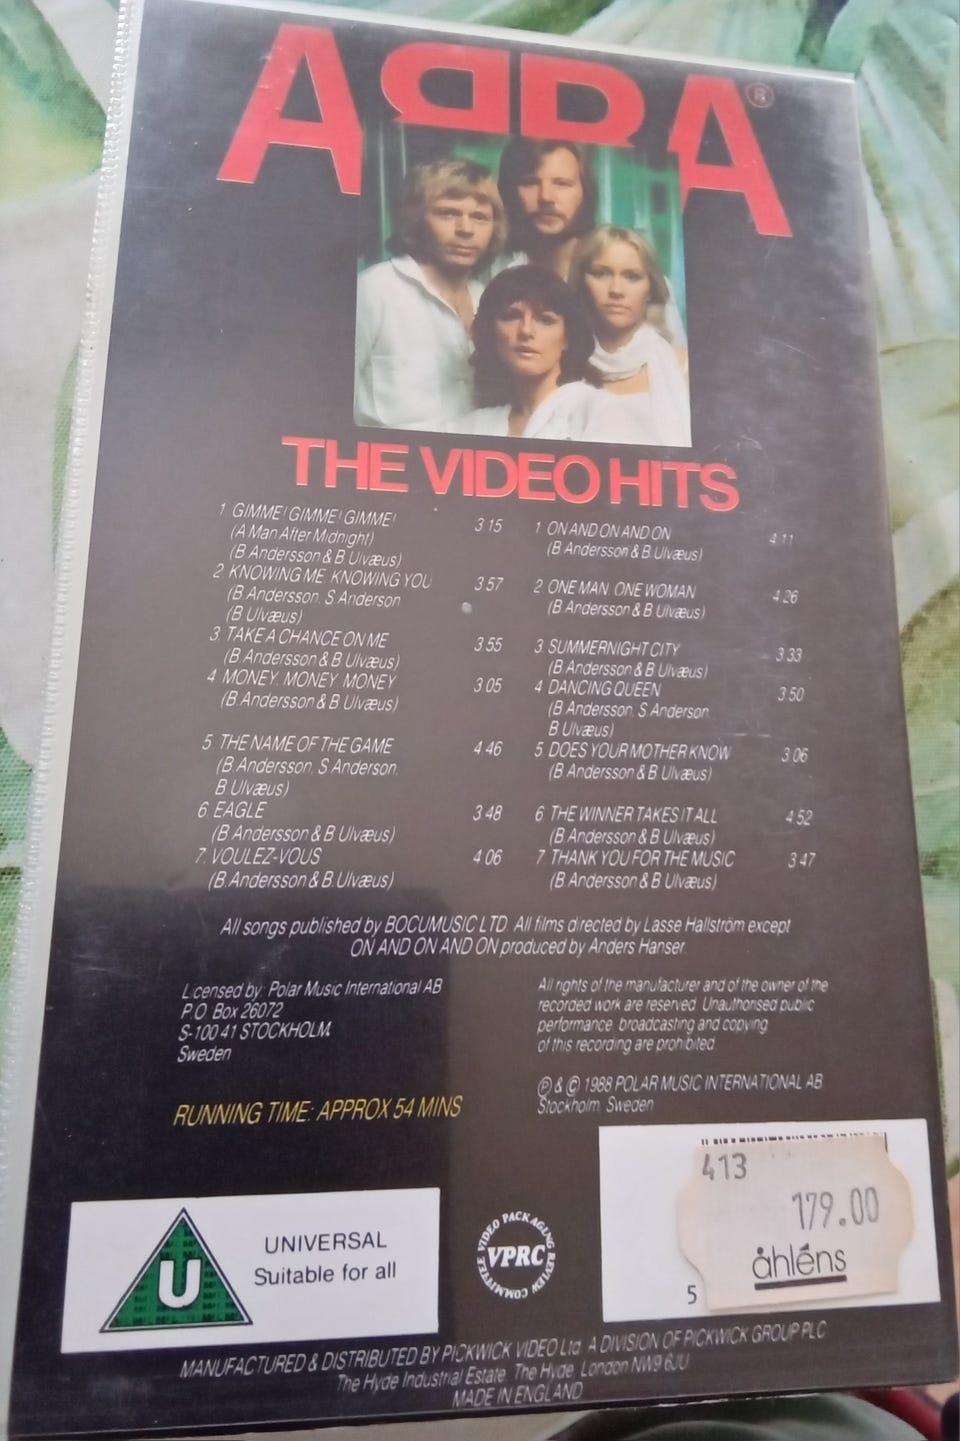 ABBA®
THE VIDEO HITS
1 GIMME! GIMME! GIMME! 3 15
(A Man After Midnight)
(B. Andersson & B. Ulvæus)
2 KNOWING ME, KNOWING YOU 3 57
(B. Andersson, S. Anderson
(B. Ulvæus)
3 TAKE A CHANCE ON ME 3 55
(B. Andersson & B. Ulvæus)
4 MONEY, MONEY, MONEY 3 05
(B. Andersson & B. Ulvæus)
5 THE NAME OF THE GAME 4 46
(B. Andersson, S. Anderson,
B. Ulvæus)
6. EAGLE 3 48
(B. Andersson & B. Ulvæus)
7. VOULEZ-VOUS 4 06
(B. Andersson & B. Ulvæus)
1 ON AND ON AND ON 4 11
(B. Andersson & B. Ulvæus)
2 ONE MAN, ONE WOMAN 4 26
(B. Andersson & B. Ulvæus)
3 SUMMERNIGHT CITY 3 33
(B. Andersson & B. Ulvæus)
4 DANCING QUEEN 3 50
(B. Andersson, S. Anderson,
B. Ulvæus)
5 DOES YOUR MOTHER KNOW 3 06
(B. Andersson & B. Ulvæus)
6 THE WINNER TAKES IT ALL 4 52
(B. Andersson & B. Ulvæus)
7 THANK YOU FOR THE MUSIC 3 47
(B. Andersson & B. Ulvæus)
All songs published by BOCUMUSIC LTD. All films directed by Lasse Hallström except
ON AND ON AND ON produced by Anders Hanser.
Licensed by: Polar Music International AB
P.O. Box 26072
S-100 41 STOCKHOLM
Sweden
All rights of the manufacturer and of the owner of the
recorded work are reserved. Unauthorised public
performance, broadcasting and copying
of this recording are prohibited.
℗ & © 1988 POLAR MUSIC INTERNATIONAL AB
Stockholm, Sweden
RUNNING TIME: APPROX 54 MINS
U
UNIVERSAL
Suitable for all
VIDEO PACKAGING REVIEW COMMITTEE
VPRC
413
179.00
åhléns
5
MANUFACTURED & DISTRIBUTED BY PICKWICK VIDEO Ltd. A DIVISION OF PICKWICK GROUP PLC
The Hyde Industrial Estate, The Hyde, London NW9 6JU
MADE IN ENGLAND